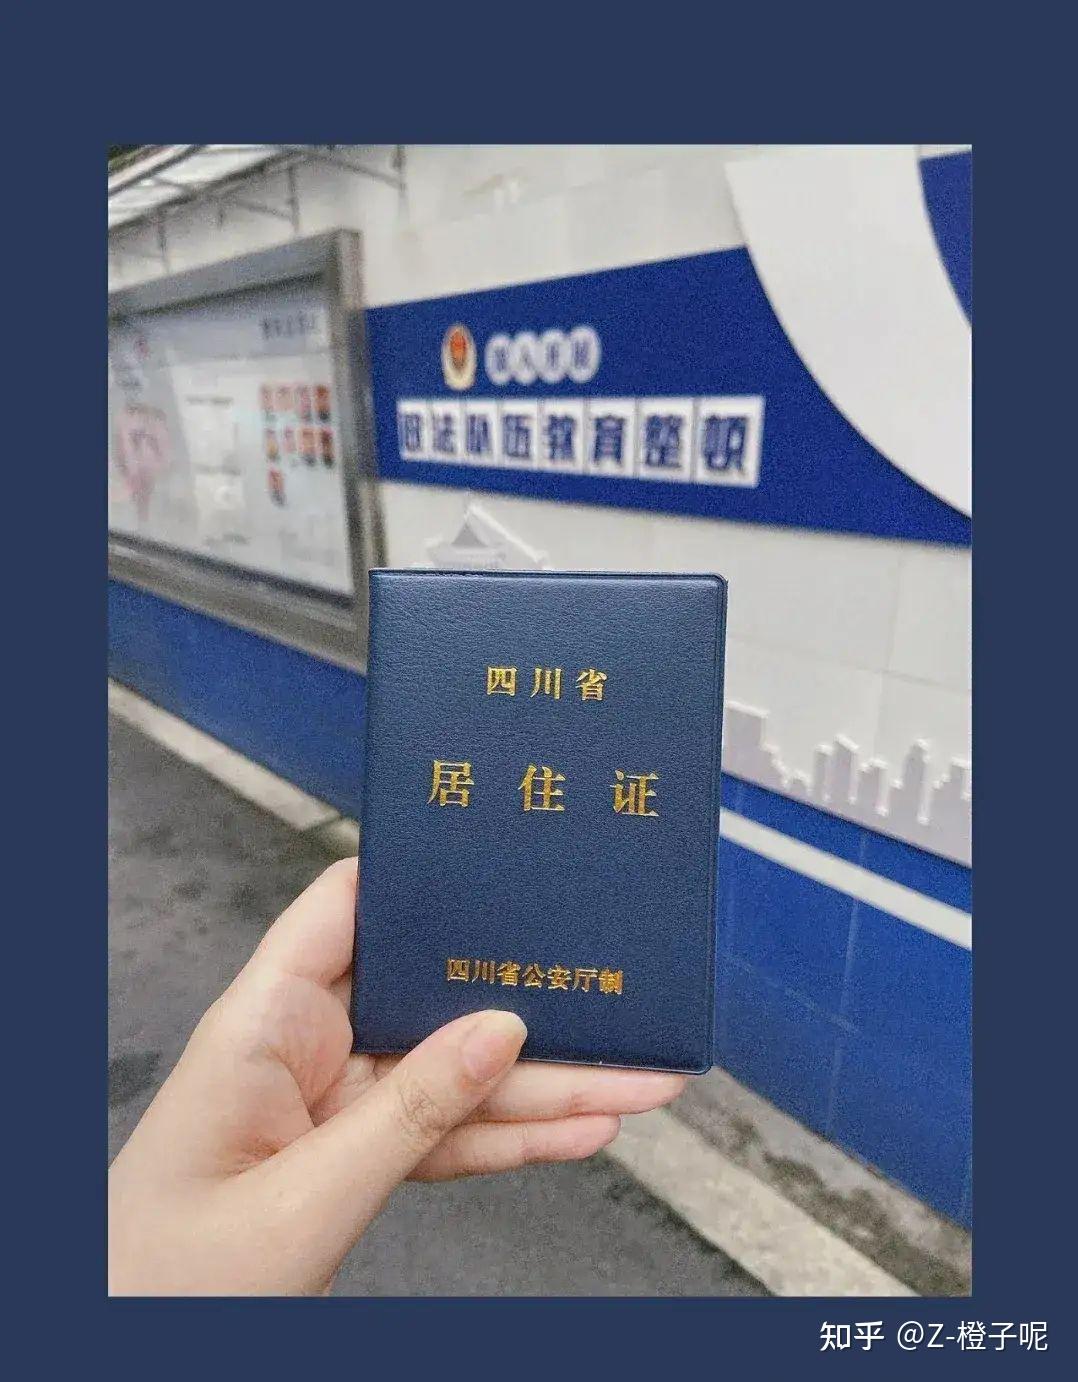 政法队伍教育整顿
四川省
居住证
四川省公安厅制
知乎 @Z-橙子呢